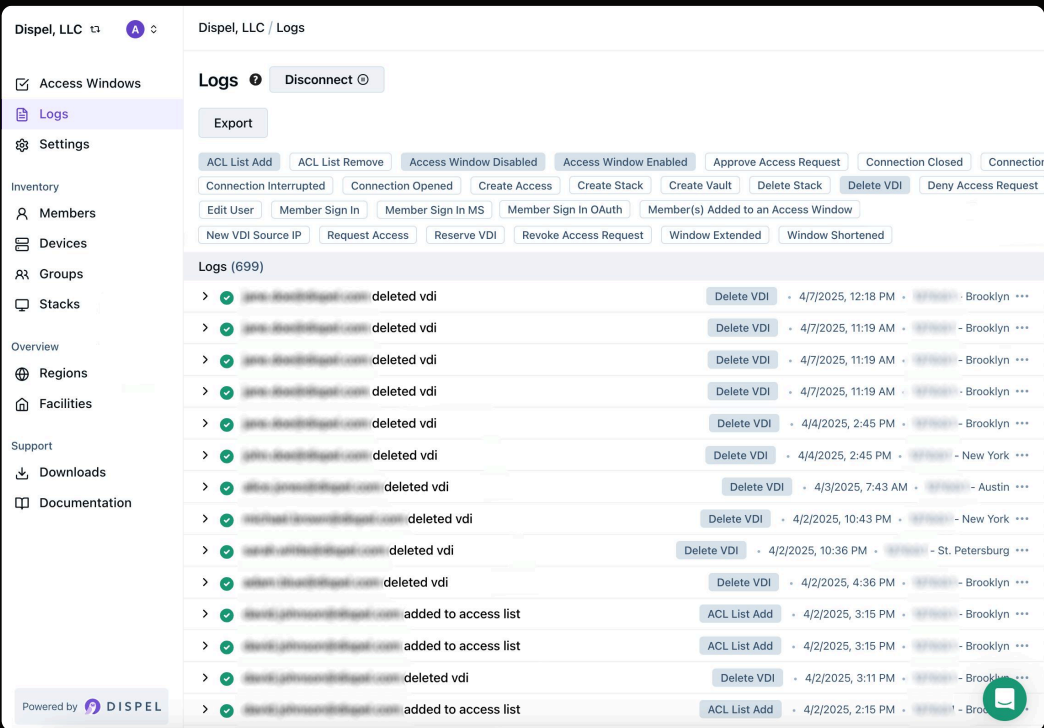 Dispel, LLC A
Dispel, LLC / Logs
Access Windows
Logs
Settings
Inventory
Members
Devices
Groups
Stacks
Overview
Regions
Facilities
Support
Downloads
Documentation
Powered by DISPEL
Logs ? Disconnect
Export
ACL List Add ACL List Remove Access Window Disabled Access Window Enabled Approve Access Request Connection Closed
Connection Interrupted Connection Opened Create Access Create Stack Create Vault Delete Stack Delete VDI Deny Access Request
Edit User Member Sign In Member Sign In MS Member Sign In OAuth Member(s) Added to an Access Window
New VDI Source IP Request Access Reserve VDI Revoke Access Request Window Extended Window Shortened
Logs (699)
deleted vdi Delete VDI • 4/7/2025, 12:18 PM • - Brooklyn •••
deleted vdi Delete VDI • 4/7/2025, 11:19 AM • - Brooklyn •••
deleted vdi Delete VDI • 4/7/2025, 11:19 AM • - Brooklyn •••
deleted vdi Delete VDI • 4/7/2025, 11:19 AM • - Brooklyn •••
deleted vdi Delete VDI • 4/4/2025, 2:45 PM • - Brooklyn •••
deleted vdi Delete VDI • 4/4/2025, 2:45 PM • - New York •••
deleted vdi Delete VDI • 4/3/2025, 7:43 AM • - Austin •••
deleted vdi Delete VDI • 4/2/2025, 10:43 PM • - New York •••
deleted vdi Delete VDI • 4/2/2025, 10:36 PM • - St. Petersburg •••
deleted vdi Delete VDI • 4/2/2025, 4:36 PM • - Brooklyn •••
added to access list ACL List Add • 4/2/2025, 3:15 PM • - Brooklyn •••
added to access list ACL List Add • 4/2/2025, 3:15 PM • - Brooklyn •••
deleted vdi Delete VDI • 4/2/2025, 3:11 PM •
added to access list ACL List Add • 4/2/2025, 2:15 PM •